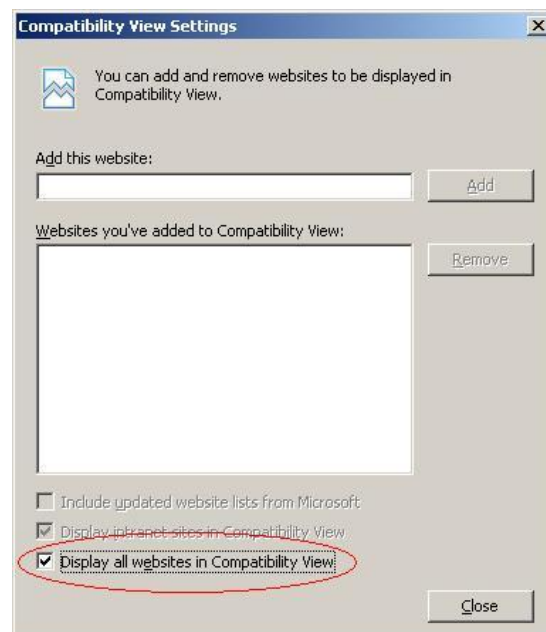 Compatibility View Settings
You can add and remove websites to be displayed in
Compatibility View.
Add this website:
Add
Websites you've added to Compatibility View:
Remove
Include updated website lists from Microsoft
Display intranet sites in Compatibility View
Display all websites in Compatibility View
Close